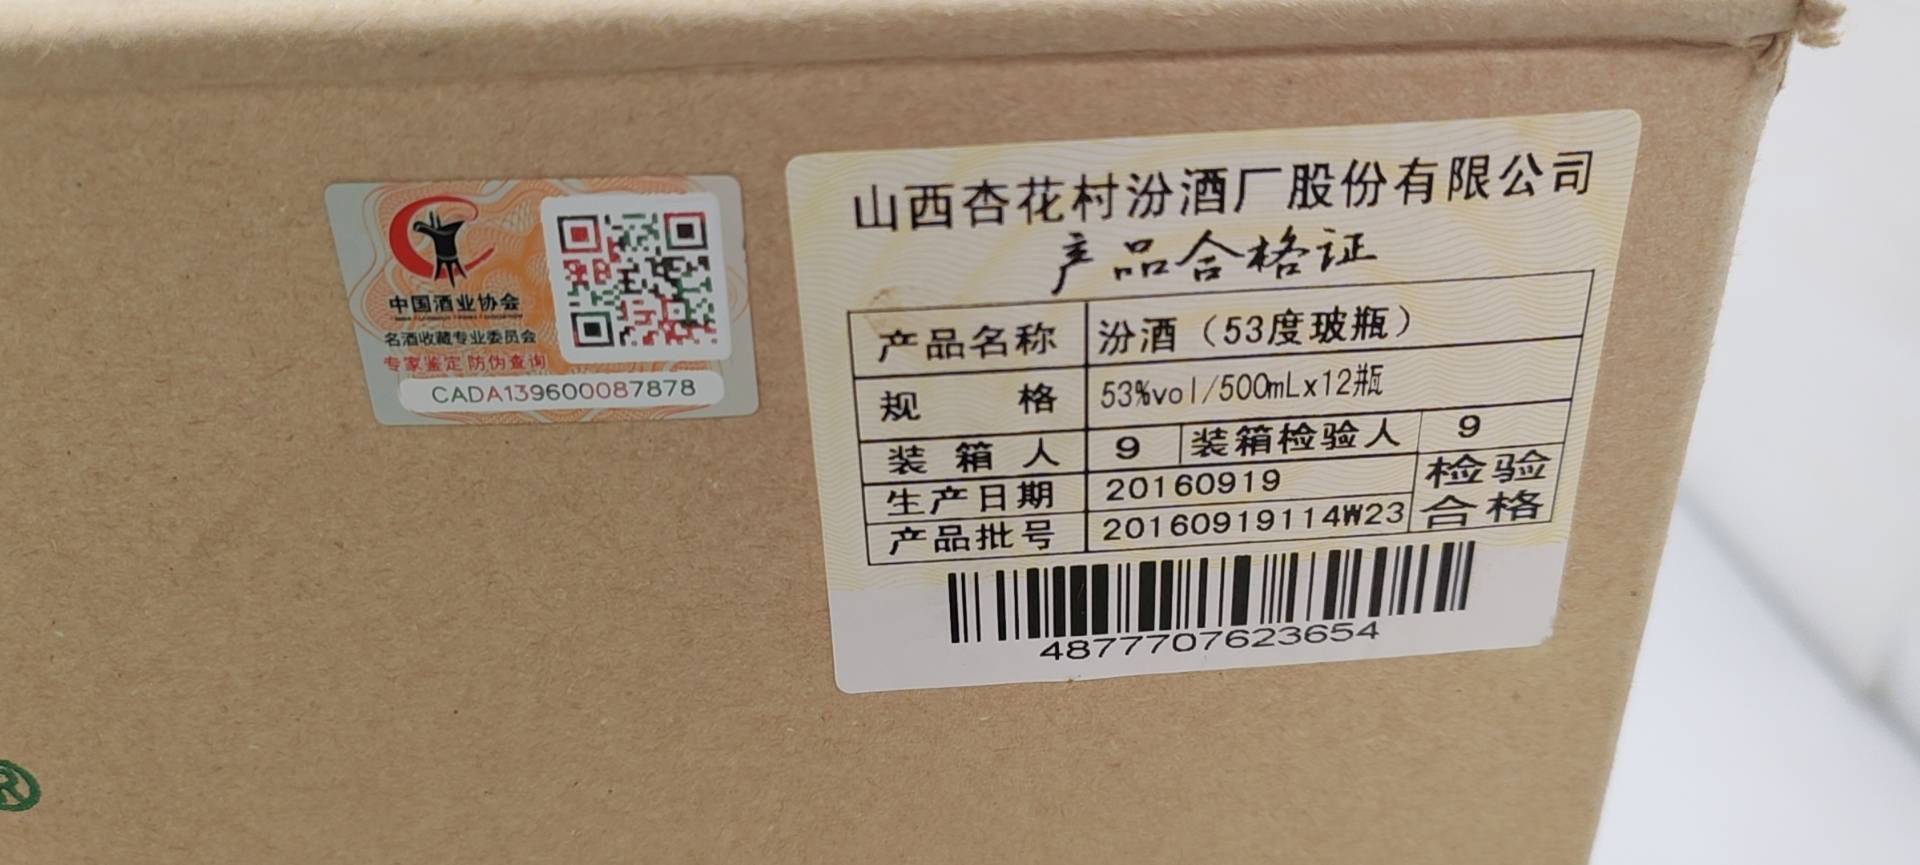 中国酒业协会
名酒收藏专业委员会
专家鉴定 防伪查询
CADA139600087878
山西杏花村汾酒厂股份有限公司
产品合格证
产品名称 汾酒（53度玻瓶）
规 格 53%vol/500mLx12瓶
装箱人 9 装箱检验人 9
生产日期 20160919 检验
产品批号 20160919114W23 合格
4877707623654
®